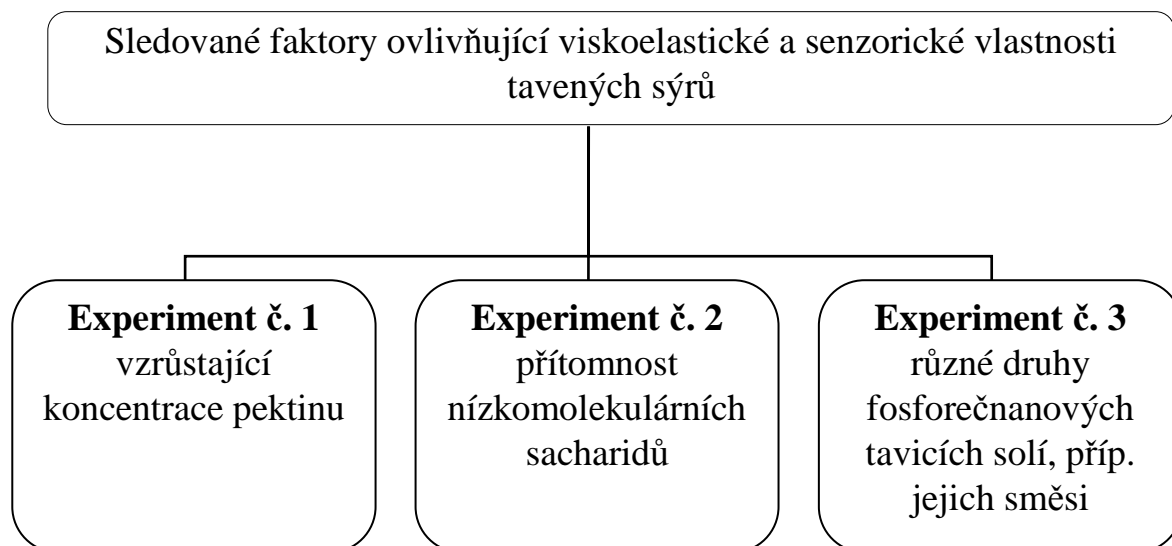 Sledované faktory ovlivňující viskoelastické a senzorické vlastnosti
tavených sýrů
Experiment č. 1
vzrůstající
koncentrace pektinu
Experiment č. 2
přítomnost
nízkomolekulárních
sacharidů
Experiment č. 3
různé druhy
fosforečnanových
tavicích solí, příp.
jejich směsi